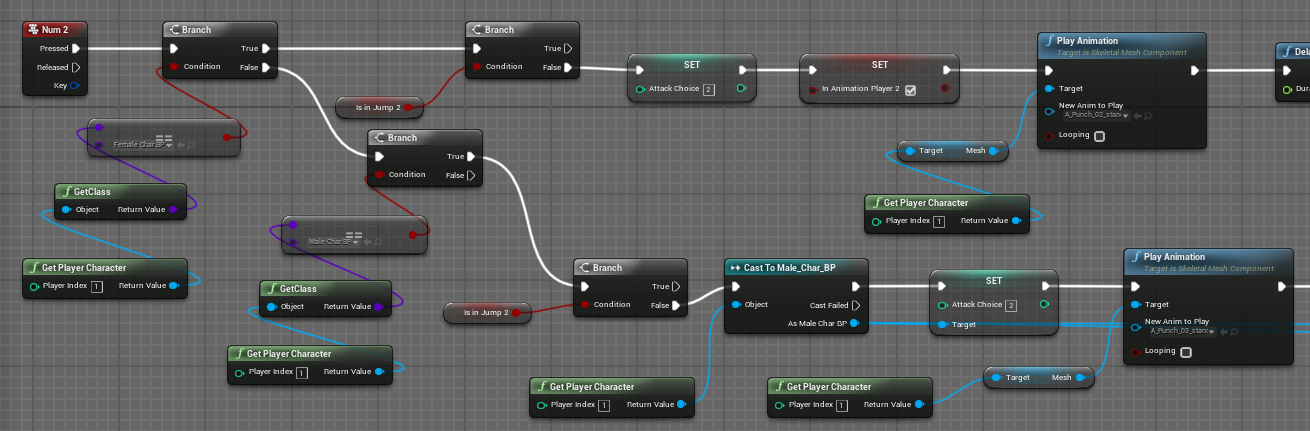 Num 2
Pressed
Released
Key
Branch
Condition
True
False
Female Char BP
==
GetClass
Object Return Value
Get Player Character
Player Index 1 Return Value
Branch
Condition
True
False
Is in Jump 2
Branch
Condition
True
False
Male Char BP
==
GetClass
Object Return Value
Get Player Character
Player Index 1 Return Value
SET
Attack Choice 2
SET
In Animation Player 2
Play Animation
Target is Skeletal Mesh Component
Target
New Anim to Play
A_Punch_02_stanc
Looping
Target Mesh
Get Player Character
Player Index 1 Return Value
Dela
Dura
Is in Jump 2
Branch
Condition
True
False
Cast To Male_Char_BP
Object
Cast Failed
As Male Char BP
Get Player Character
Player Index 1 Return Value
SET
Attack Choice 2
Target
Get Player Character
Player Index 1 Return Value
Target Mesh
Play Animation
Target is Skeletal Mesh Component
Target
New Anim to Play
A_Punch_03_stanc
Looping